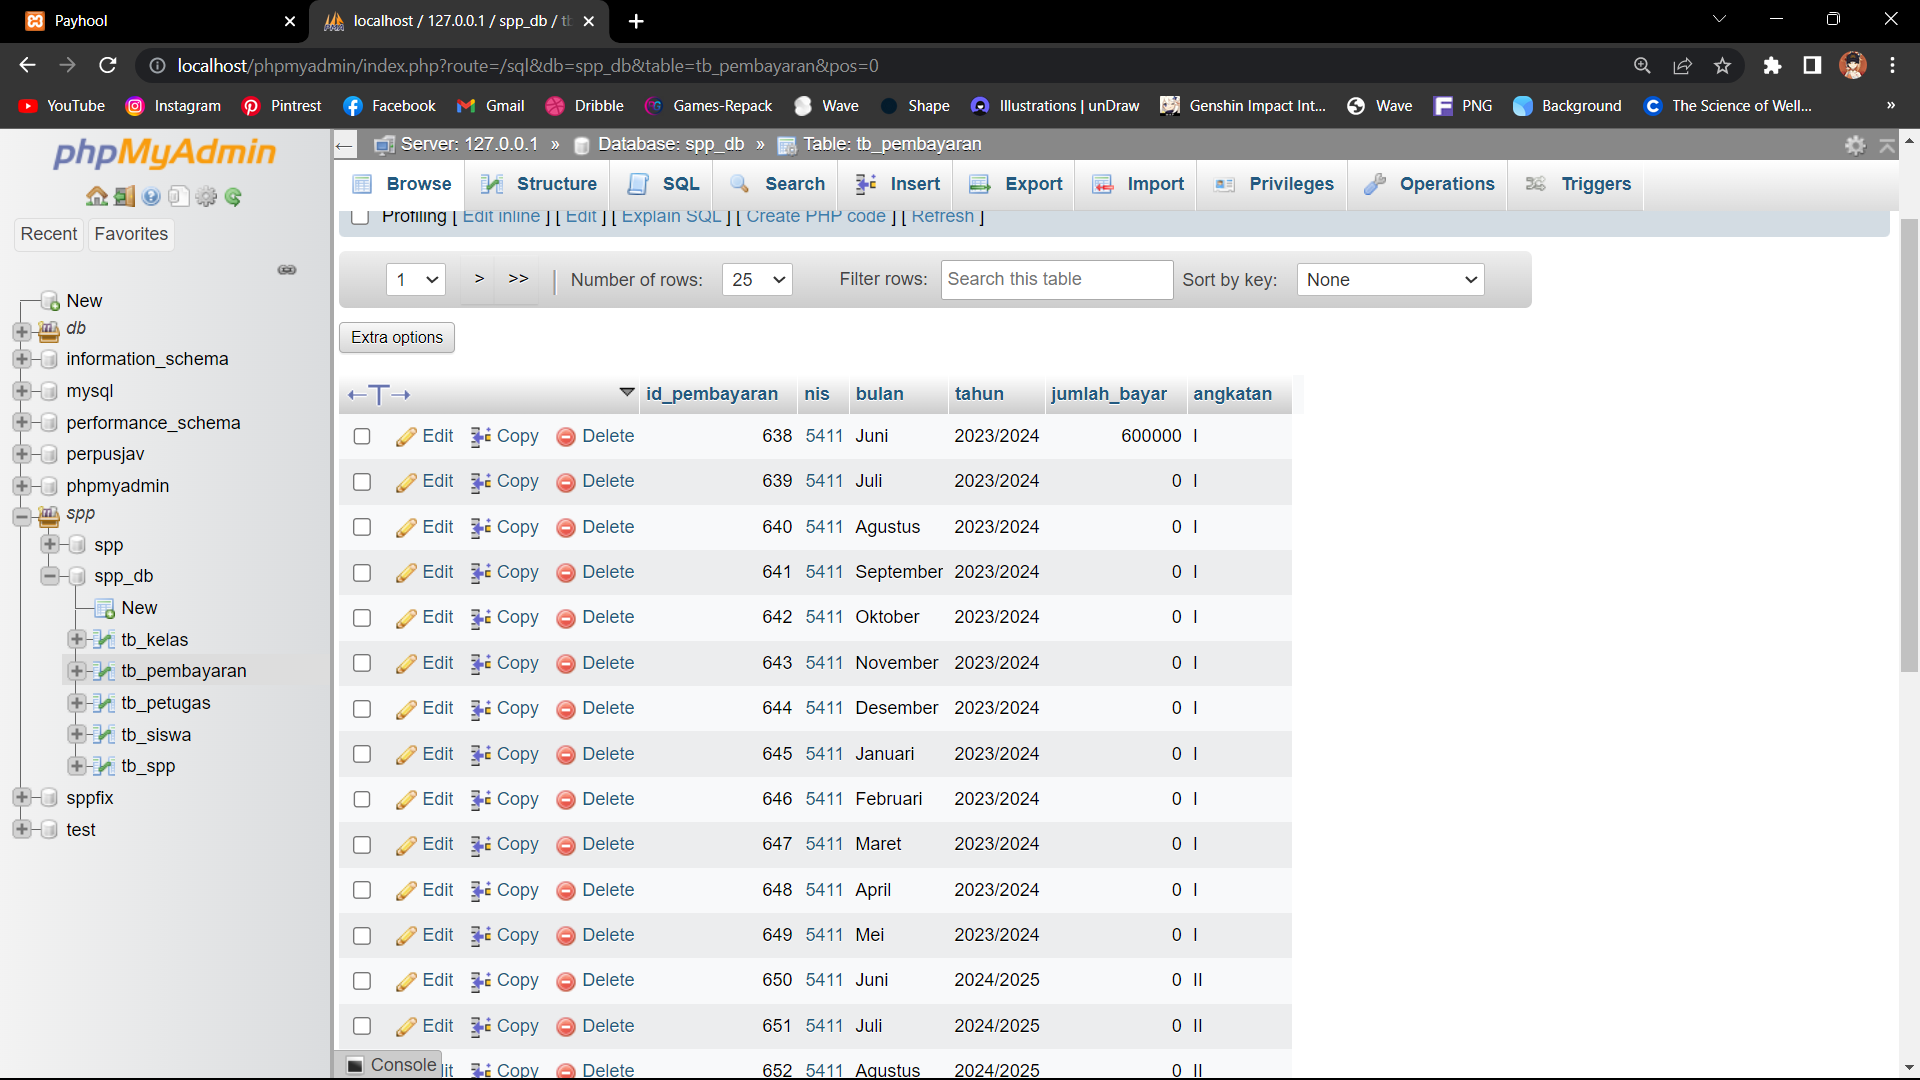 Payhool
localhost / 127.0.0.1 / spp_db / tb
localhost/phpmyadmin/index.php?route=/sql&db=spp_db&table=tb_pembayaran&pos=0
YouTube Instagram Pinterest Facebook Gmail Dribble Games-Repack Wave Shape Illustrations | unDraw Genshin Impact Int... Wave PNG Background The Science of Well... »
phpMyAdmin
Recent Favorites
New
db
information_schema
mysql
performance_schema
perpusjav
phpmyadmin
spp
spp
spp_db
New
tb_kelas
tb_pembayaran
tb_petugas
tb_siswa
tb_spp
sppfix
test
Server: 127.0.0.1 » Database: spp_db » Table: tb_pembayaran
Browse Structure SQL Search Insert Export Import Privileges Operations Triggers
Profiling [ Edit inline ] [ Edit ] [ Explain SQL ] [ Create PHP code ] [ Refresh ]
1 > >> | Number of rows: 25 Filter rows: Search this table Sort by key: None
Extra options
←T→ id_pembayaran nis bulan tahun jumlah_bayar angkatan
Edit Copy Delete 638 5411 Juni 2023/2024 600000 I
Edit Copy Delete 639 5411 Juli 2023/2024 0 I
Edit Copy Delete 640 5411 Agustus 2023/2024 0 I
Edit Copy Delete 641 5411 September 2023/2024 0 I
Edit Copy Delete 642 5411 Oktober 2023/2024 0 I
Edit Copy Delete 643 5411 November 2023/2024 0 I
Edit Copy Delete 644 5411 Desember 2023/2024 0 I
Edit Copy Delete 645 5411 Januari 2023/2024 0 I
Edit Copy Delete 646 5411 Februari 2023/2024 0 I
Edit Copy Delete 647 5411 Maret 2023/2024 0 I
Edit Copy Delete 648 5411 April 2023/2024 0 I
Edit Copy Delete 649 5411 Mei 2023/2024 0 I
Edit Copy Delete 650 5411 Juni 2024/2025 0 II
Edit Copy Delete 651 5411 Juli 2024/2025 0 II
Console it Copy Delete 652 5411 Agustus 2024/2025 0 II